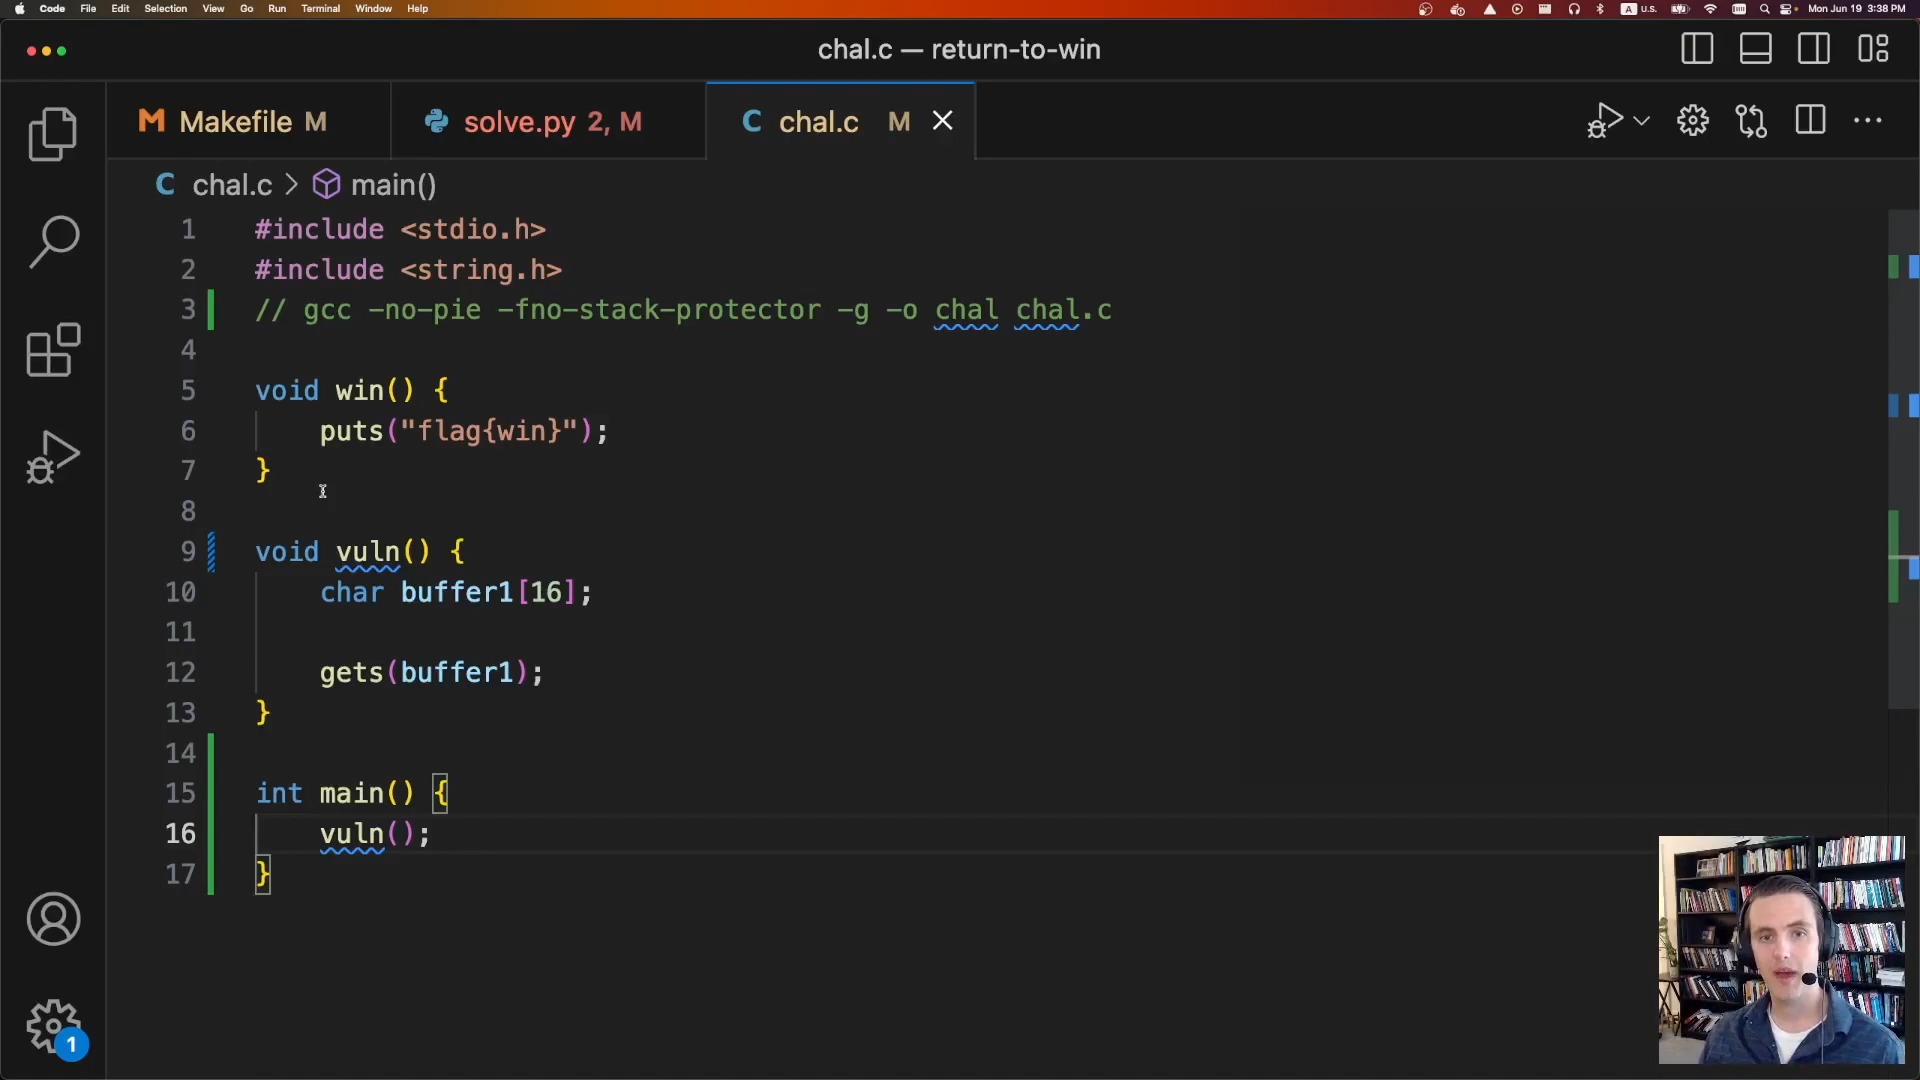 Code File Edit Selection View Go Run Terminal Window Help A U.S. Mon Jun 19 3:38 PM
chal.c — return-to-win
Makefile M solve.py 2, M chal.c M
chal.c > main()
1 #include <stdio.h>
2 #include <string.h>
3 // gcc -no-pie -fno-stack-protector -g -o chal chal.c
4
5 void win() {
6 puts("flag{win}");
7 }
8
9 void vuln() {
10 char buffer1[16];
11
12 gets(buffer1);
13 }
14
15 int main() {
16 vuln();
17 }
1